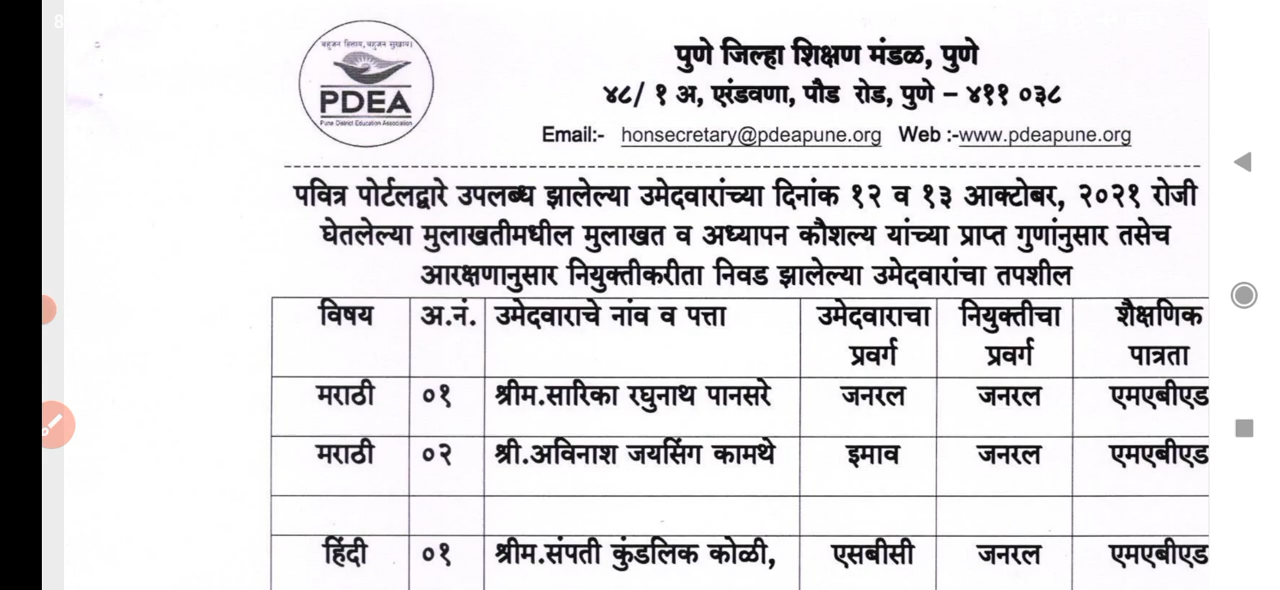 बहुजन हिताय, बहुजन सुखाय।
PDEA
Pune District Education Association
पुणे जिल्हा शिक्षण मंडळ, पुणे
४८/ १ अ, एरंडवणा, पौड रोड, पुणे – ४११ ०३८
Email:- honsecretary@pdeapune.org Web :-www.pdeapune.org
पवित्र पोर्टलद्वारे उपलब्ध झालेल्या उमेदवारांच्या दिनांक १२ व १३ आक्टोबर, २०२१ रोजी
घेतलेल्या मुलाखतीमधील मुलाखत व अध्यापन कौशल्य यांच्या प्राप्त गुणांनुसार तसेच
आरक्षणानुसार नियुक्तीकरीता निवड झालेल्या उमेदवारांचा तपशील
विषय अ.नं. उमेदवाराचे नांव व पत्ता उमेदवाराचा प्रवर्ग नियुक्तीचा प्रवर्ग शैक्षणिक पात्रता
मराठी ०१ श्रीम.सारिका रघुनाथ पानसरे जनरल जनरल एमएबीएड
मराठी ०२ श्री.अविनाश जयसिंग कामथे इमाव जनरल एमएबीएड
हिंदी ०१ श्रीम.संपती कुंडलिक कोळी, एसबीसी जनरल एमएबीएड